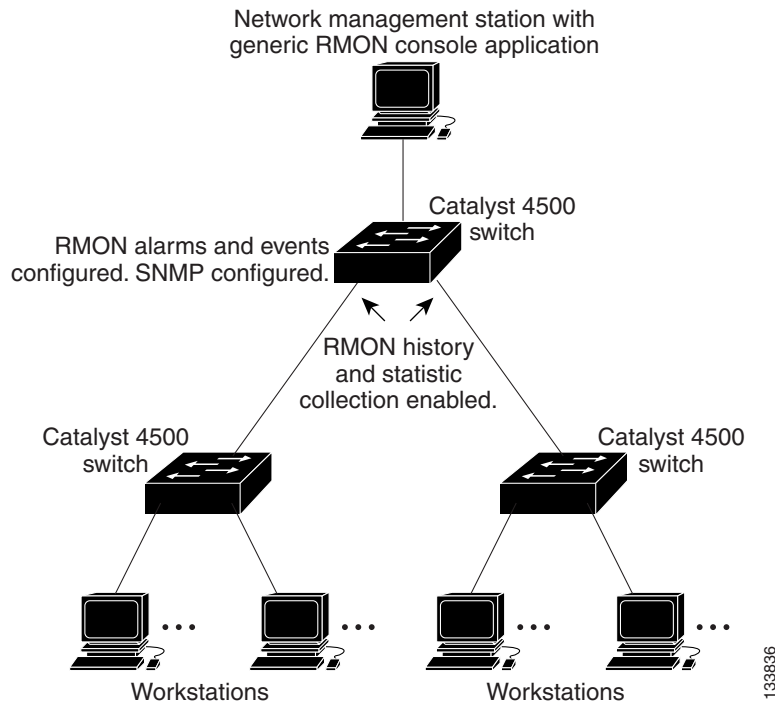 Network management station with
generic RMON console application
Catalyst 4500
switch
RMON alarms and events
configured. SNMP configured.
RMON history
and statistic
collection enabled.
Catalyst 4500
switch
Catalyst 4500
switch
Workstations
Workstations
133836